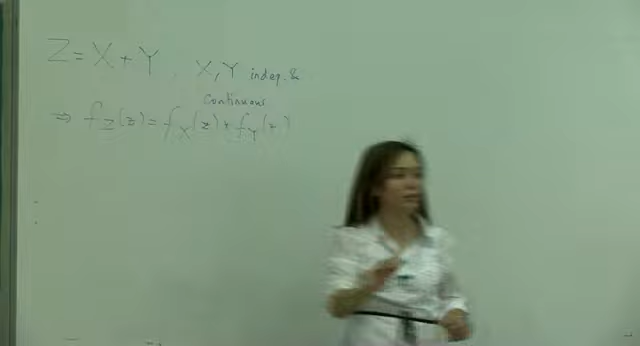 Z = X + Y , X, Y indep. &
continuous
⇒ f_Z(z) = f_X(z) * f_Y(z)